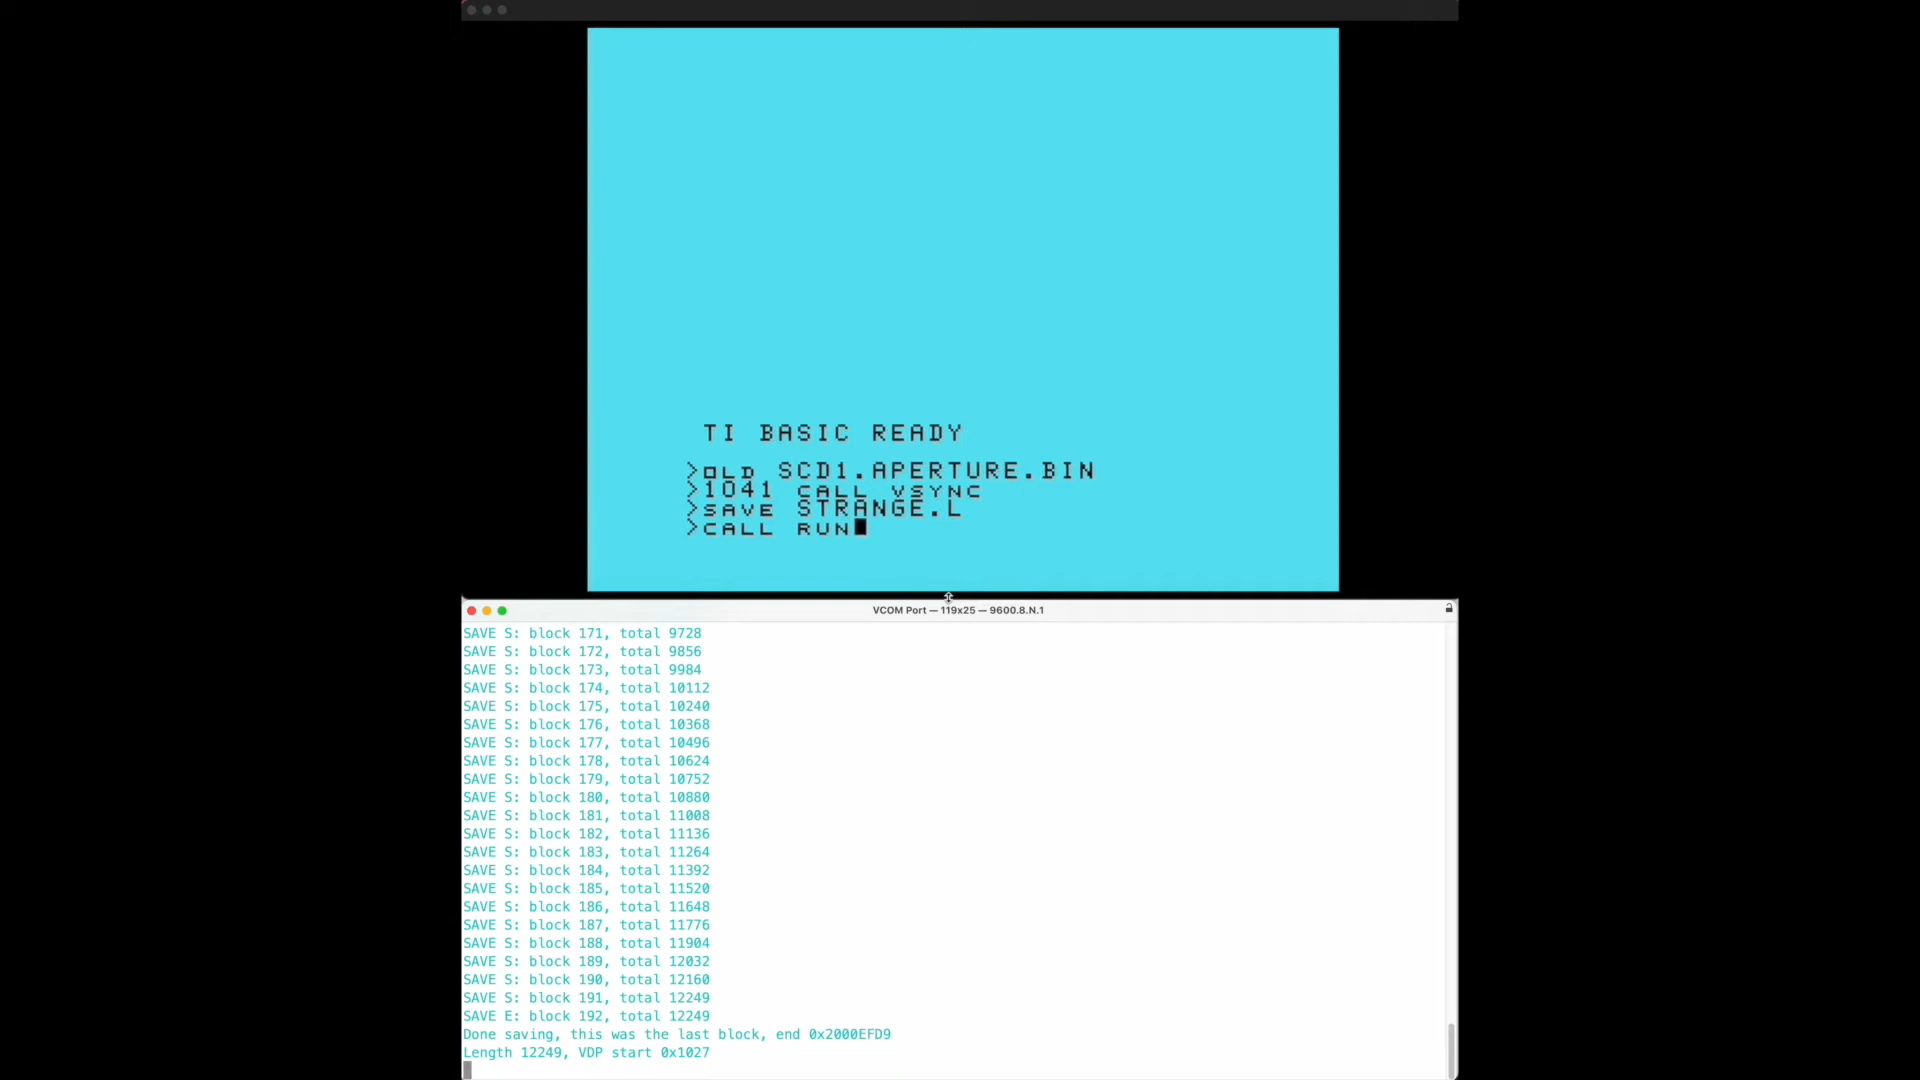 TI BASIC READY
>OLD SCD1.APERTURE.BIN
>1041 CALL VSYNC
>SAVE STRANGE.L
>CALL RUN
VCOM Port — 119x25 — 9600.8.N.1
SAVE S: block 171, total 9728
SAVE S: block 172, total 9856
SAVE S: block 173, total 9984
SAVE S: block 174, total 10112
SAVE S: block 175, total 10240
SAVE S: block 176, total 10368
SAVE S: block 177, total 10496
SAVE S: block 178, total 10624
SAVE S: block 179, total 10752
SAVE S: block 180, total 10880
SAVE S: block 181, total 11008
SAVE S: block 182, total 11136
SAVE S: block 183, total 11264
SAVE S: block 184, total 11392
SAVE S: block 185, total 11520
SAVE S: block 186, total 11648
SAVE S: block 187, total 11776
SAVE S: block 188, total 11904
SAVE S: block 189, total 12032
SAVE S: block 190, total 12160
SAVE S: block 191, total 12249
SAVE E: block 192, total 12249
Done saving, this was the last block, end 0x2000EFD9
Length 12249, VDP start 0x1027